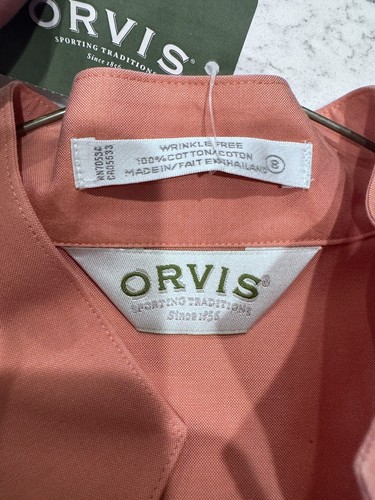 ORVIS
SPORTING TRADITIONS
Since 1856
WRINKLE FREE
100% COTTON/COTON
MADE IN/FAIT EN THAILAND
8
RN70534
CA05633
ORVIS®
SPORTING TRADITIONS
Since 1856